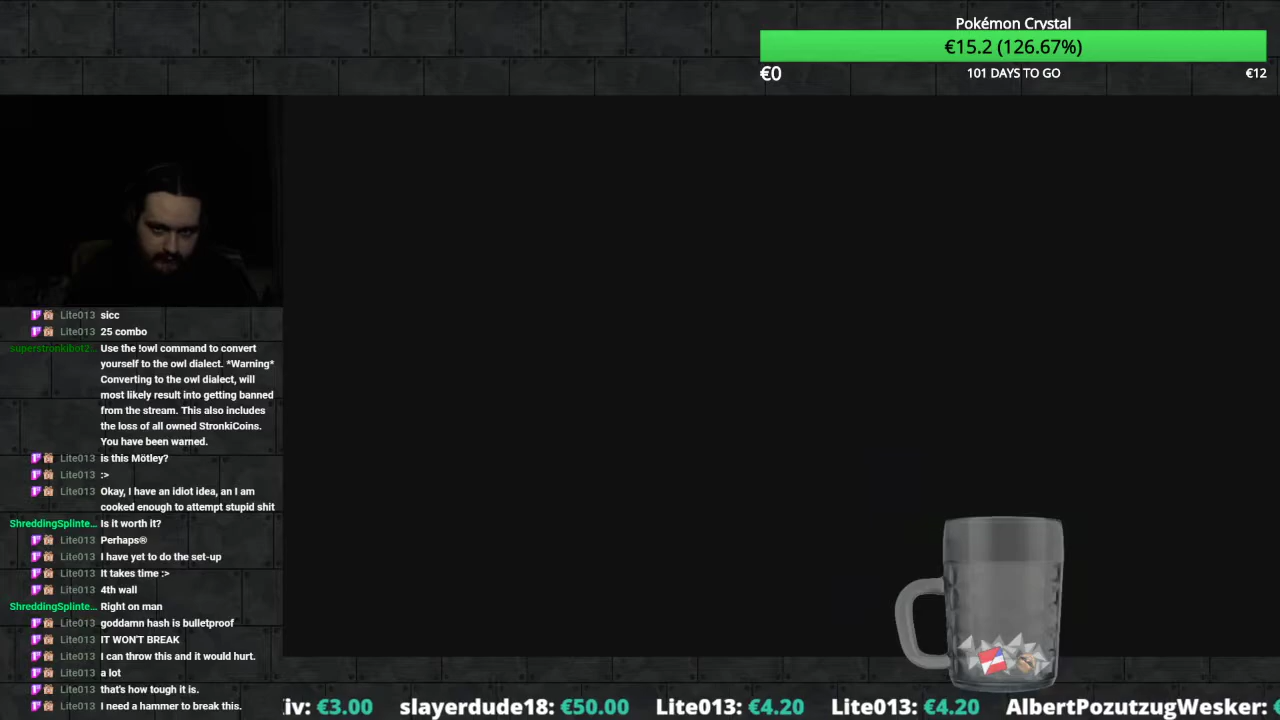 Pokémon Crystal
€15.2 (126.67%)
€0
101 DAYS TO GO
€12
Lite013 sicc
Lite013 25 combo
superstronkibot2... Use the !owl command to convert
yourself to the owl dialect. *Warning*
Converting to the owl dialect, will
most likely result into getting banned
from the stream. This also includes
the loss of all owned StronkiCoins.
You have been warned.
Lite013 is this Mötley?
Lite013 :>
Lite013 Okay, I have an idiot idea, an I am
cooked enough to attempt stupid shit
ShreddingSplinte... Is it worth it?
Lite013 Perhaps®
Lite013 I have yet to do the set-up
Lite013 It takes time :>
Lite013 4th wall
ShreddingSplinte... Right on man
Lite013 goddamn hash is bulletproof
Lite013 IT WON'T BREAK
Lite013 I can throw this and it would hurt.
Lite013 a lot
Lite013 that's how tough it is.
Lite013 I need a hammer to break this.
iv: €3.00 slayerdude18: €50.00 Lite013: €4.20 Lite013: €4.20 AlbertPozutzugWesker: €